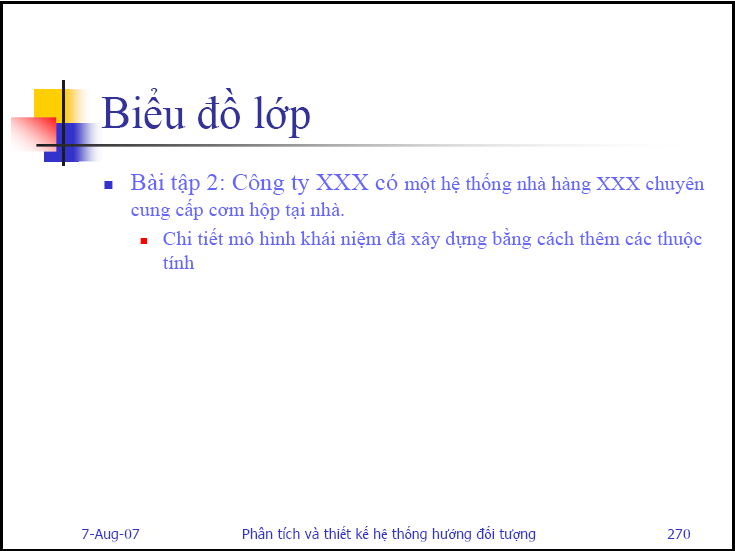 Biểu đồ lớp
Bài tập 2: Công ty XXX có một hệ thống nhà hàng XXX chuyên
cung cấp cơm hộp tại nhà.
Chi tiết mô hình khái niệm đã xây dựng bằng cách thêm các thuộc
tính
7-Aug-07 Phân tích và thiết kế hệ thống hướng đối tượng 270